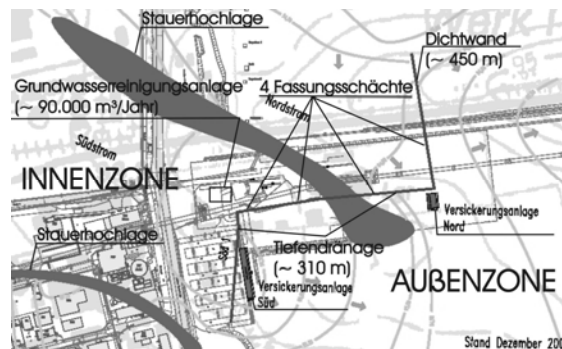 Stauerhochlage
Dichtwand
(~ 450 m)
Grundwasserreinigungsanlage
(~ 90.000 m³/Jahr)
4 Fassungsschächte
Nordstrom
Südstrom
INNENZONE
Stauerhochlage
Versickerungsanlage
Nord
Tiefendränage
(~ 310 m)
Versickerungsanlage
Süd
AUßENZONE
Stand Dezember